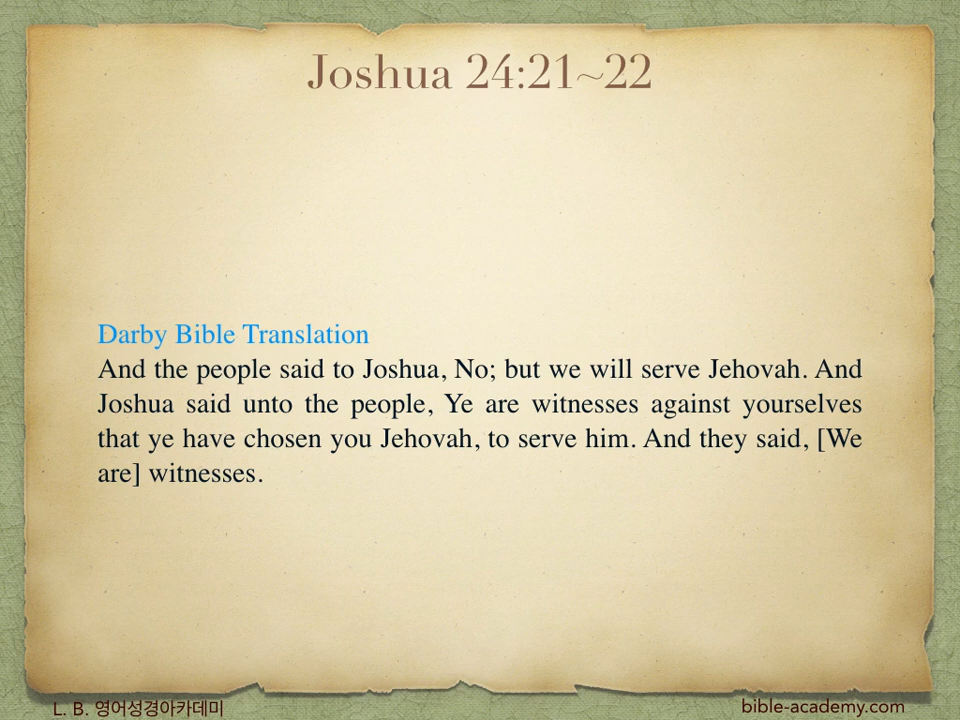 Joshua 24:21~22
Darby Bible Translation
And the people said to Joshua, No; but we will serve Jehovah. And
Joshua said unto the people, Ye are witnesses against yourselves
that ye have chosen you Jehovah, to serve him. And they said, [We
are] witnesses.
L. B. 영어성경아카데미
bible-academy.com